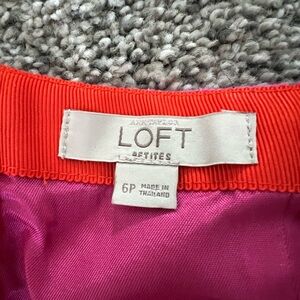 ANN TAYLOR
LOFT
PETITES
6P
MADE IN
THAILAND